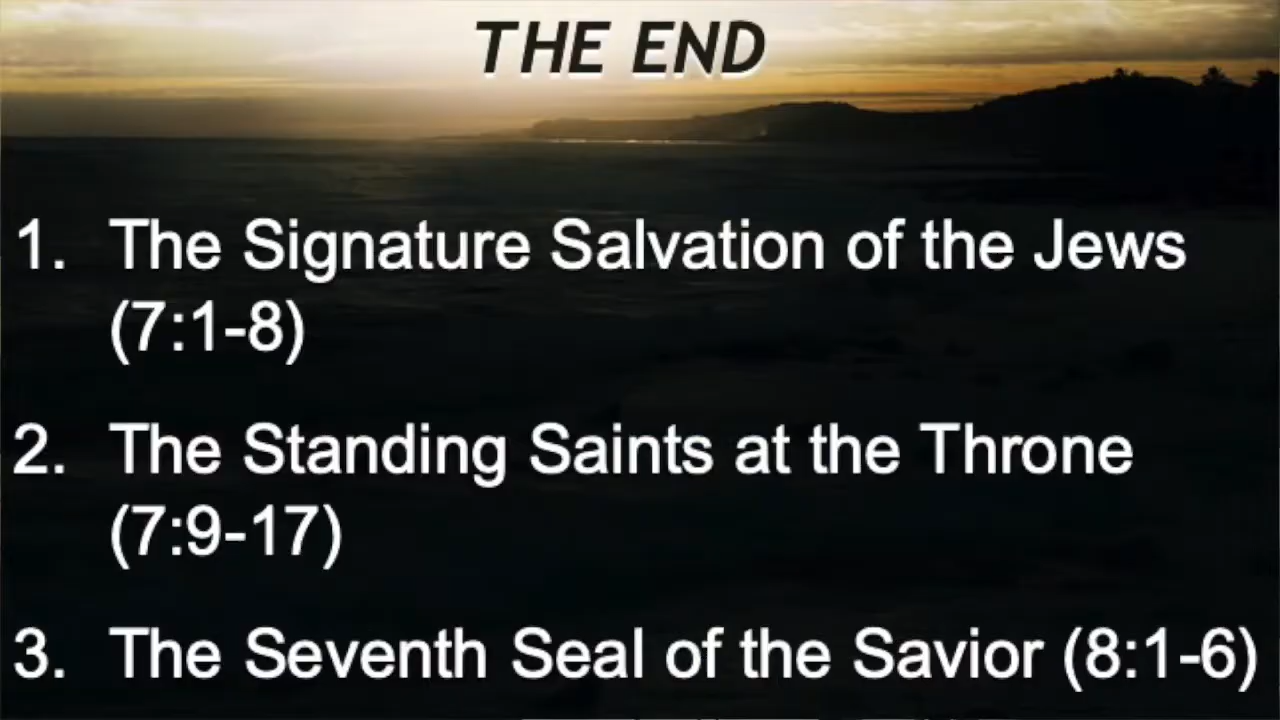 THE END
1. The Signature Salvation of the Jews
(7:1-8)
2. The Standing Saints at the Throne
(7:9-17)
3. The Seventh Seal of the Savior (8:1-6)